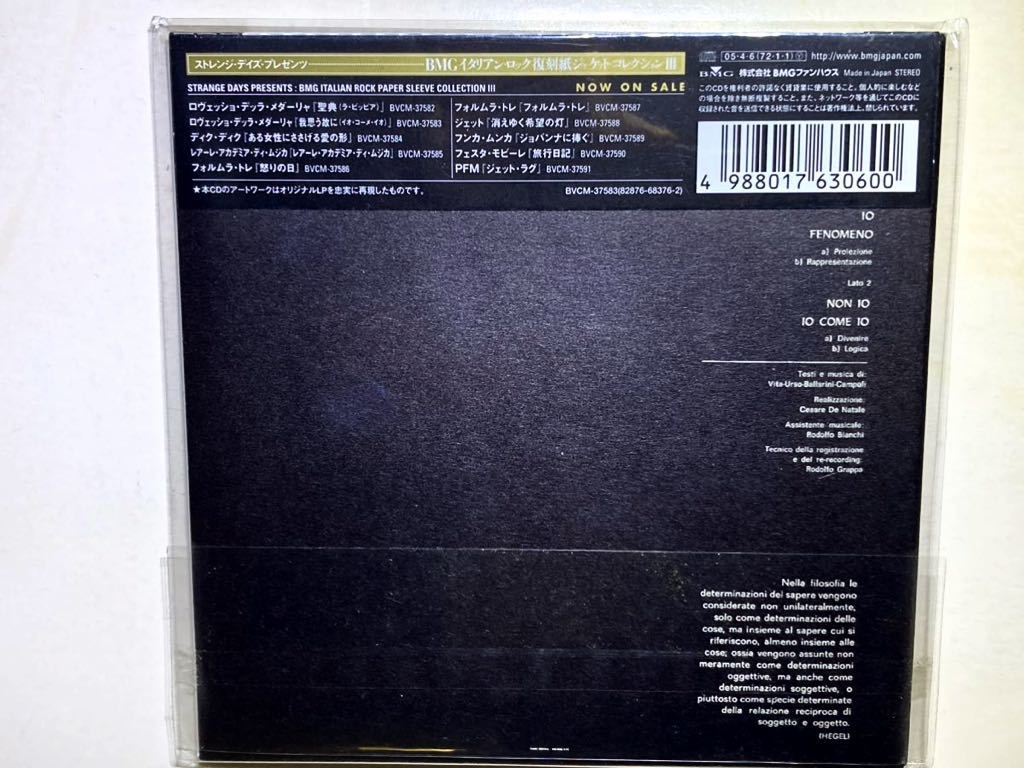 ストレンジ・デイズ・プレゼンツ
BMGイタリアン・ロック復刻紙ジャケットコレクションIII
STRANGE DAYS PRESENTS : BMG ITALIAN ROCK PAPER SLEEVE COLLECTION III
NOW ON SALE
ロヴェッショ・デッラ・メダーリャ『聖典(ラ・ビッビア)』 BVCM-37582
ロヴェッショ・デッラ・メダーリャ『我思う故に(イオ・コーメ・イオ)』 BVCM-37583
ディク・ディク『ある女性にささげる愛の形』 BVCM-37584
レアーレ・アカデミア・ディ・ムジカ『レアーレ・アカデミア・ディ・ムジカ』 BVCM-37585
フォルムラ・トレ『怒りの日』 BVCM-37586
フォルムラ・トレ『フォルムラ・トレ』 BVCM-37587
ジェット『消えゆく希望の灯』 BVCM-37588
フンカ・ムンカ『ジョバンナに捧ぐ』 BVCM-37589
フェスタ・モビーレ『旅行日記』 BVCM-37590
PFM『ジェット・ラグ』 BVCM-37591
★本CDのアートワークはオリジナルLPを忠実に再現したものです。
BVCM-37583(82876-68376-2)
05・4・6(72・1・1) http://www.bmgjapan.com
BMG 株式会社BMGファンハウス Made in Japan STEREO
このCDを権利者の許諾なく賃貸業に使用すること、個人的に楽しむなど
の場合を除き無断複製すること、また、ネットワーク等を通じてこのCDに
収録された音を送信できる状態にすることは著作権法上、禁じられています。
4 988017 630600
IO
FENOMENO
a) Proiezione
b) Rappresentazione
Lato 2
NON IO
IO COME IO
a) Divenire
b) Logica
Testi e musica di:
Vita-Urso-Ballarini-Campoli
Realizzazione:
Cesare De Natale
Assistente musicale:
Rodolfo Bianchi
Tecnico della registrazione
e del re-recording:
Rodolfo Grappa
Nella filosofia le
determinazioni del sapere vengono
considerate non unilateralmente,
solo come determinazioni delle
cose, ma insieme al sapere cui si
riferiscono, almeno insieme alle
cose; ossia vengono assunte non
meramente come determinazioni
oggettive, ma anche come
determinazioni soggettive, o
piuttosto come specie determinate
della relazione reciproca di
soggetto e oggetto.
(HEGEL)